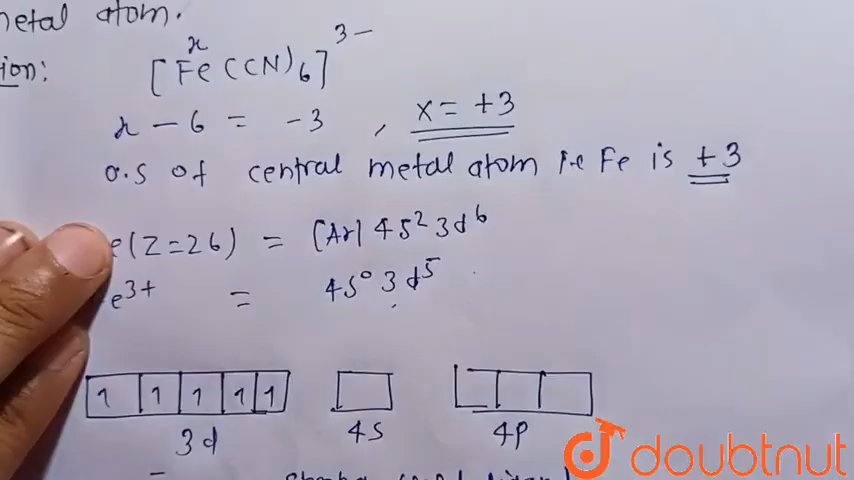 metal atom.
ion:
[Fe(CN)6]3-
x
x - 6 = -3 , x = +3
O.S of central metal atom i.e Fe is +3
e(Z=26) = [Ar] 4s² 3d⁶
e³⁺ = 4s⁰ 3d⁵
1 1 1 1 1
3d 4s 4p
doubtnut